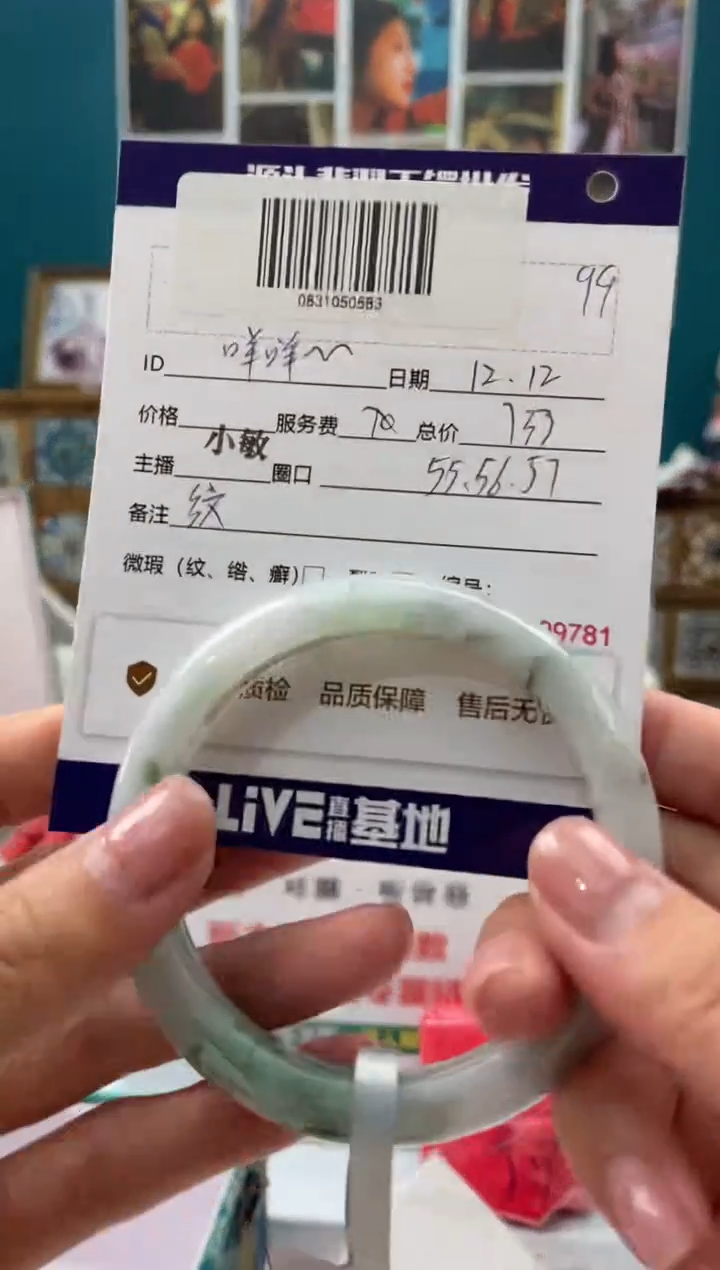 0831050583
99
ID 咩咩~ 日期 12.12
价格 服务费 70 总价
主播 小敏 圈口 55.56.57
备注 纹
微瑕（纹、绺、癣）□
09781
质检 品质保障 售后无
LiVE直播基地